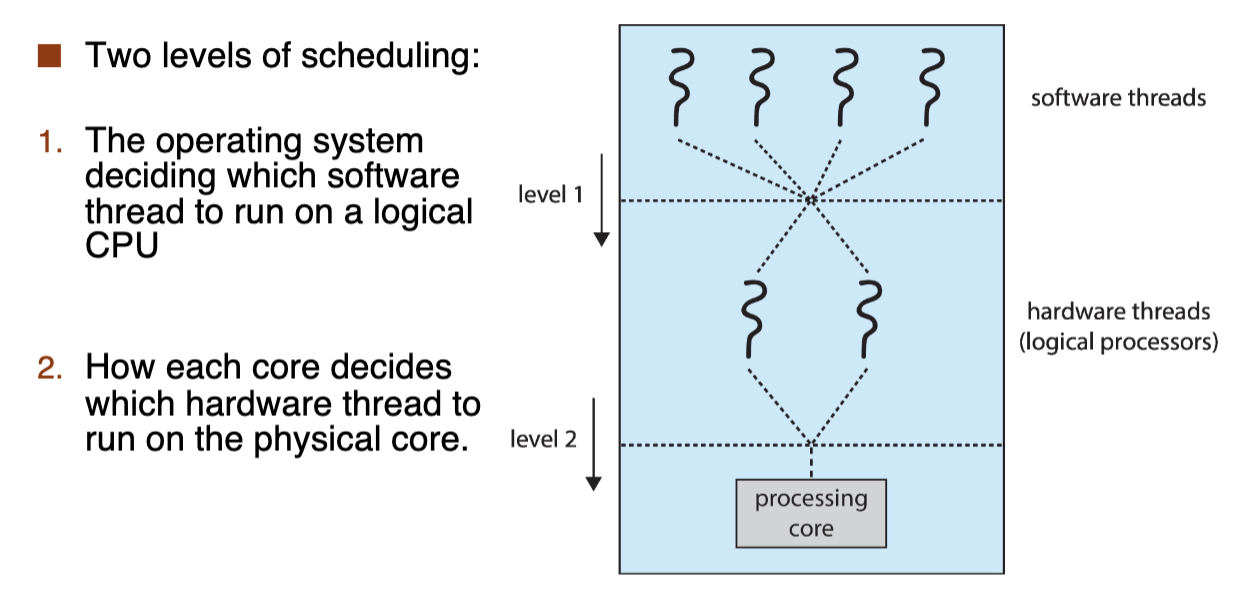 Two levels of scheduling:
1. The operating system
deciding which software
thread to run on a logical
CPU
2. How each core decides
which hardware thread to
run on the physical core.
software threads
level 1
hardware threads
(logical processors)
level 2
processing
core